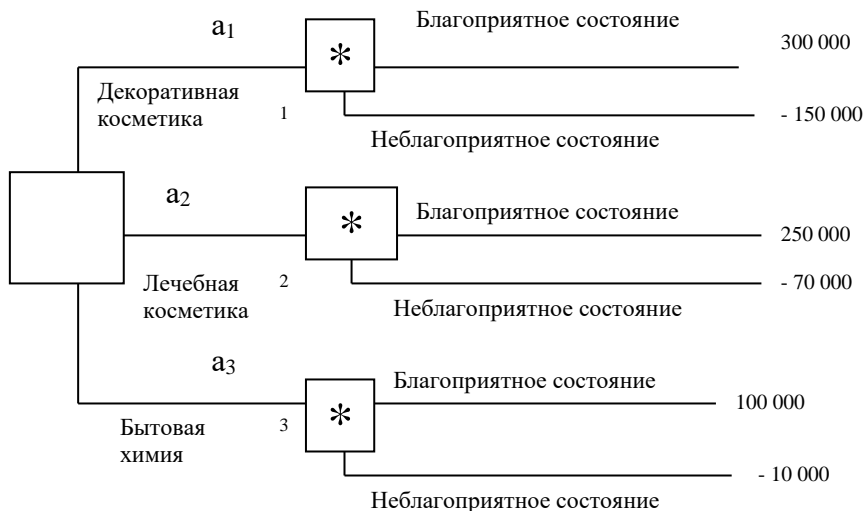 a₁
Благоприятное состояние
300 000
*
Декоративная
косметика
1
- 150 000
Неблагоприятное состояние
a₂
Благоприятное состояние
*
250 000
Лечебная
косметика
2
- 70 000
Неблагоприятное состояние
a₃
Благоприятное состояние
100 000
*
Бытовая
химия
3
- 10 000
Неблагоприятное состояние